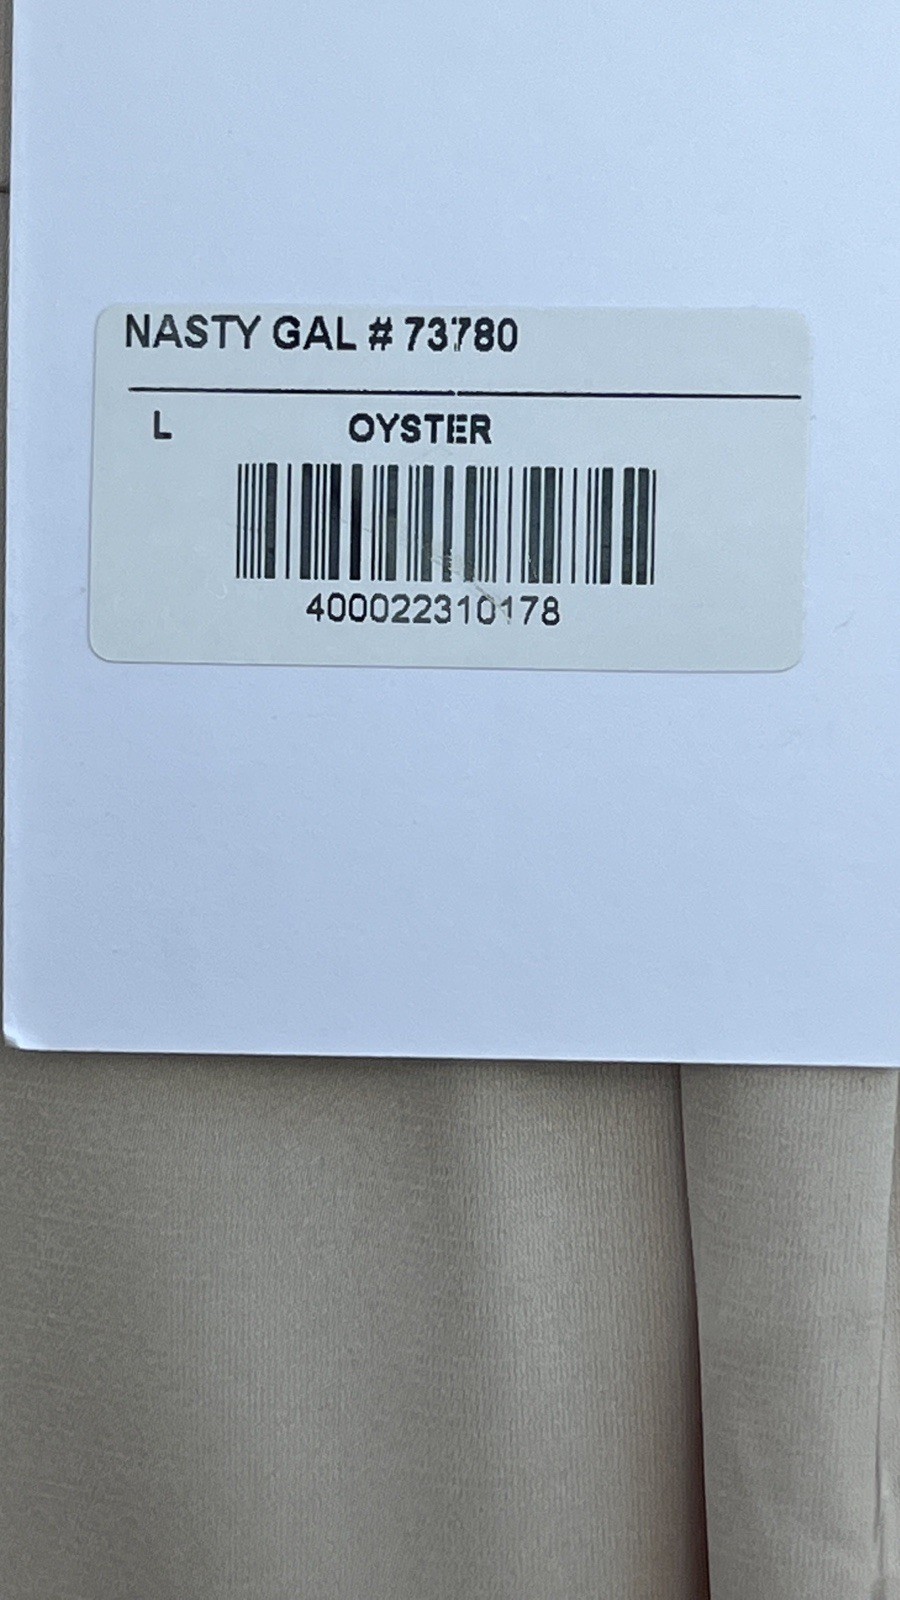 NASTY GAL # 73780
L OYSTER
400022310178